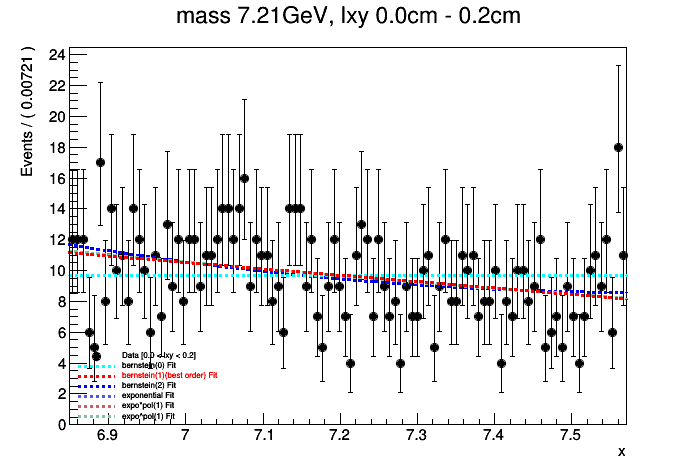 mass 7.21GeV, lxy 0.0cm - 0.2cm
Events / ( 0.00721 )
24
22
20
18
16
14
12
10
8
6
4
2
0
Data [0.0 < lxy < 0.2]
bernstein(0) Fit
bernstein(1)(best order) Fit
bernstein(2) Fit
exponential Fit
expo*pol(1) Fit
expo^pol(1) Fit
6.9 7 7.1 7.2 7.3 7.4 7.5
x